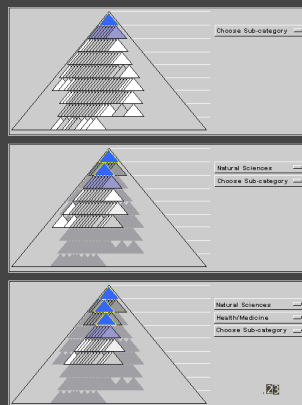 Choose Sub-category
Natural Sciences
Choose Sub-category
Natural Sciences
Health/Medicine
Choose Sub-category
.23